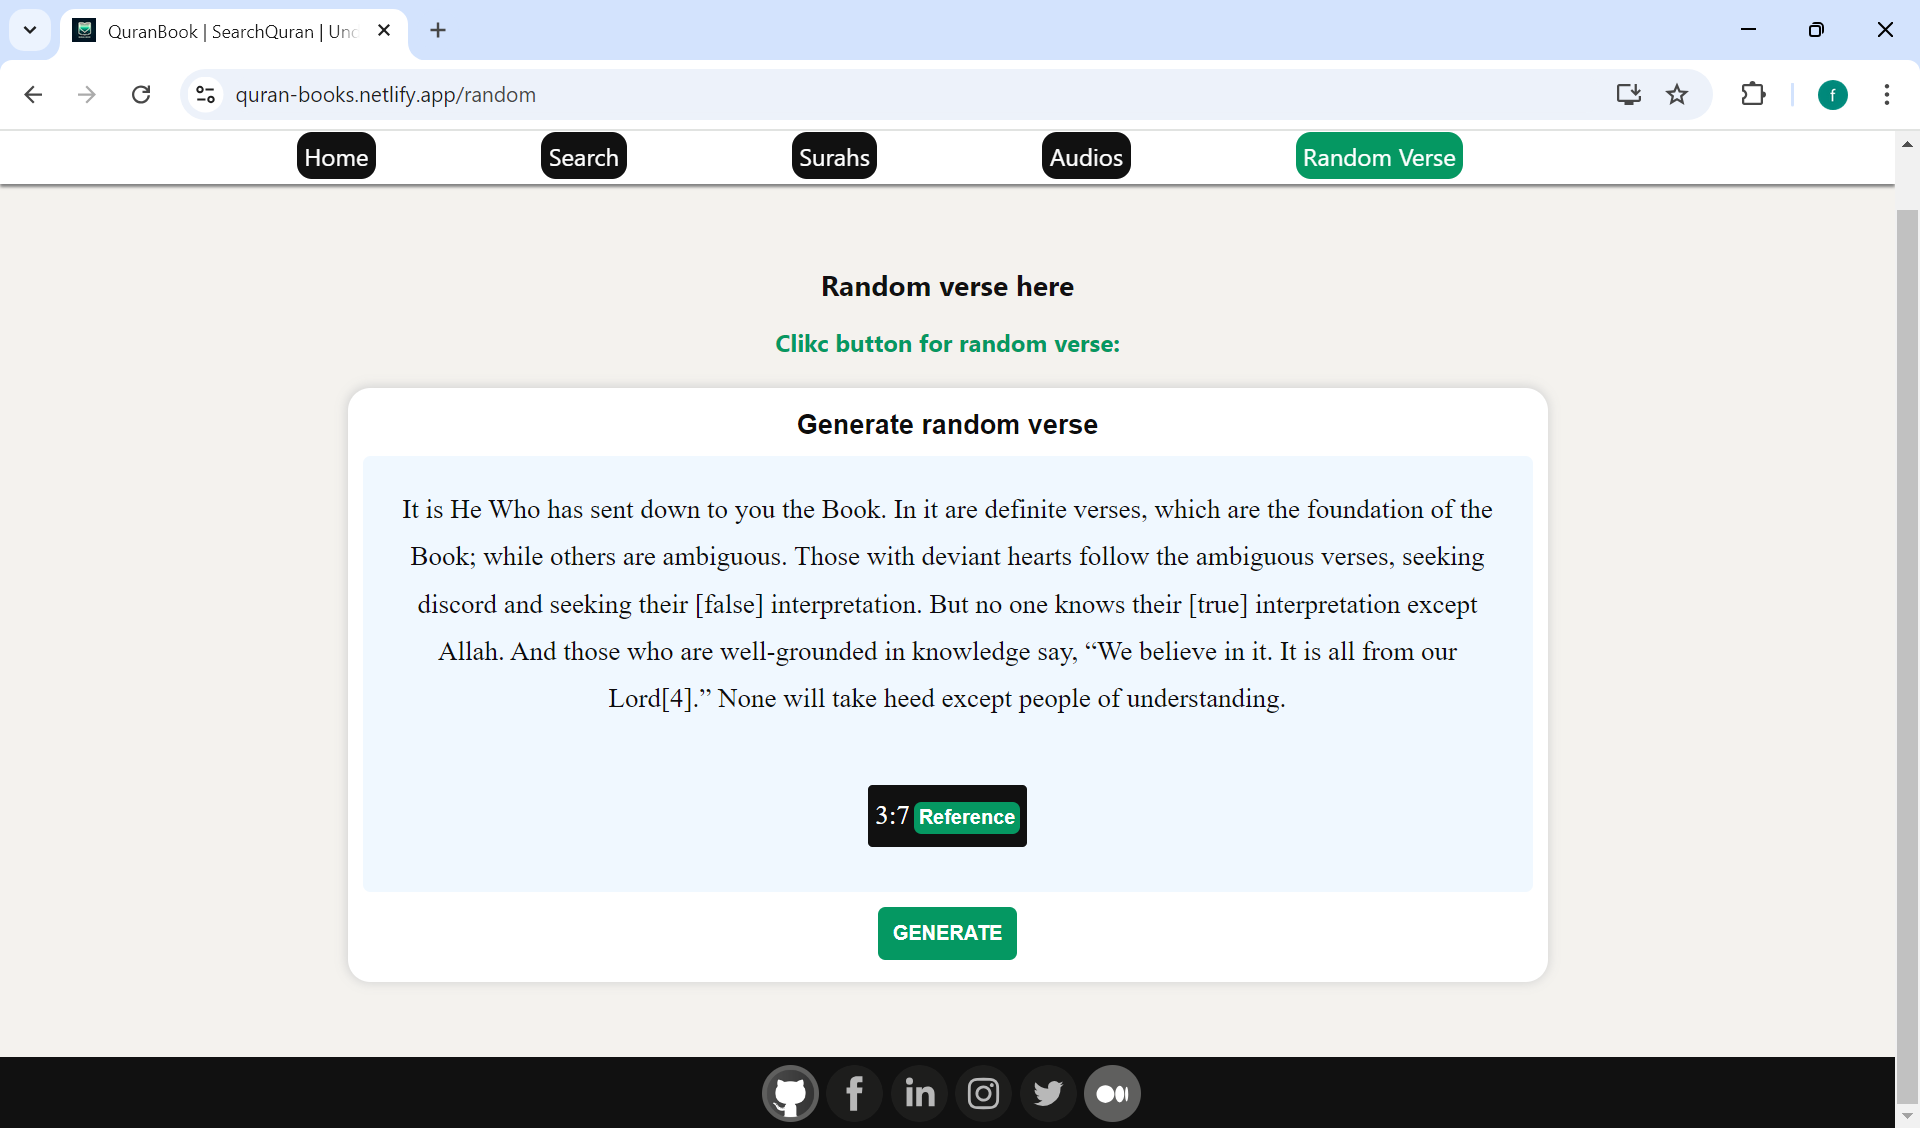 QuranBook | SearchQuran | Unc
quran-books.netlify.app/random
f
Home
Search
Surahs
Audios
Random Verse
Random verse here
Clikc button for random verse:
Generate random verse
It is He Who has sent down to you the Book. In it are definite verses, which are the foundation of the
Book; while others are ambiguous. Those with deviant hearts follow the ambiguous verses, seeking
discord and seeking their [false] interpretation. But no one knows their [true] interpretation except
Allah. And those who are well-grounded in knowledge say, “We believe in it. It is all from our
Lord[4].” None will take heed except people of understanding.
3:7 Reference
GENERATE